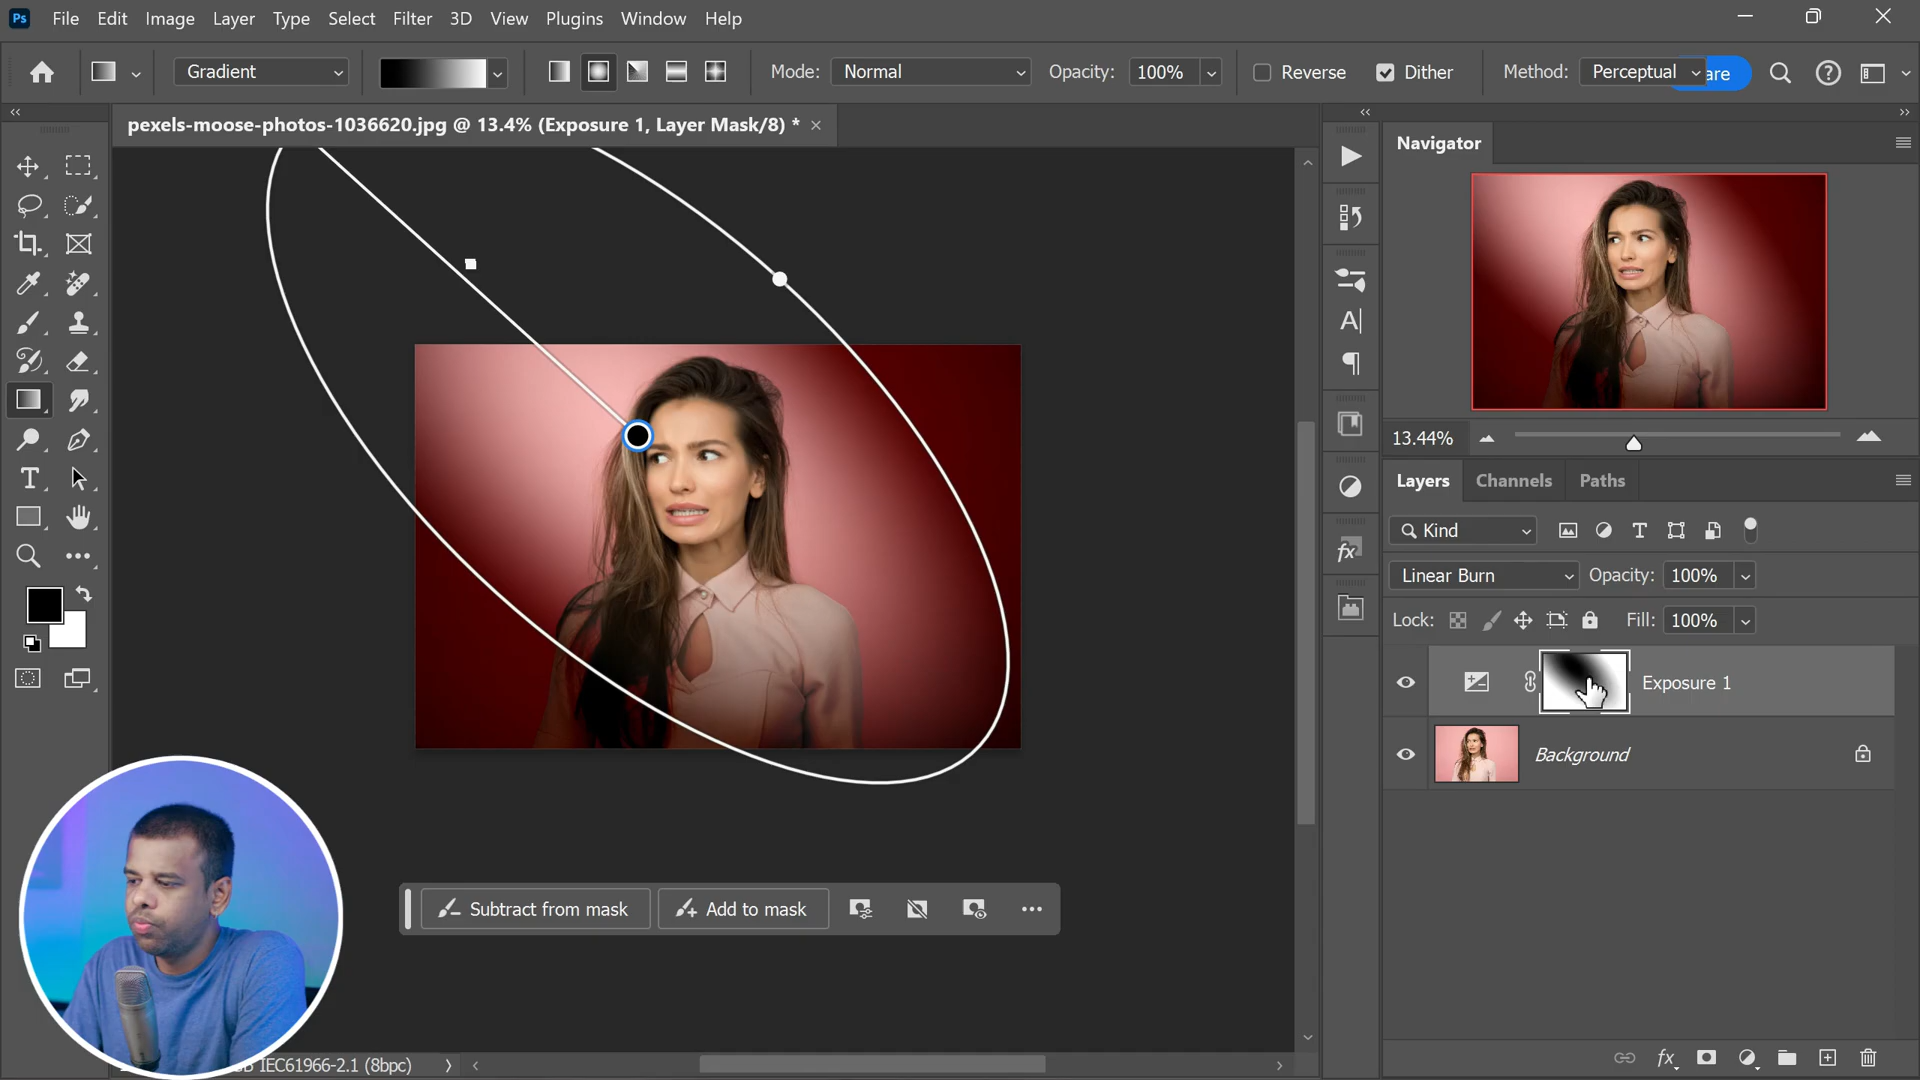 Ps File Edit Image Layer Type Select Filter 3D View Plugins Window Help
Gradient Mode: Normal Opacity: 100% Reverse Dither Method: Perceptual are
pexels-moose-photos-1036620.jpg @ 13.4% (Exposure 1, Layer Mask/8) *
Navigator
13.44%
Layers Channels Paths
Kind
Linear Burn Opacity: 100%
Lock: Fill: 100%
Exposure 1
Background
Subtract from mask Add to mask
IEC61966-2.1 (8bpc)